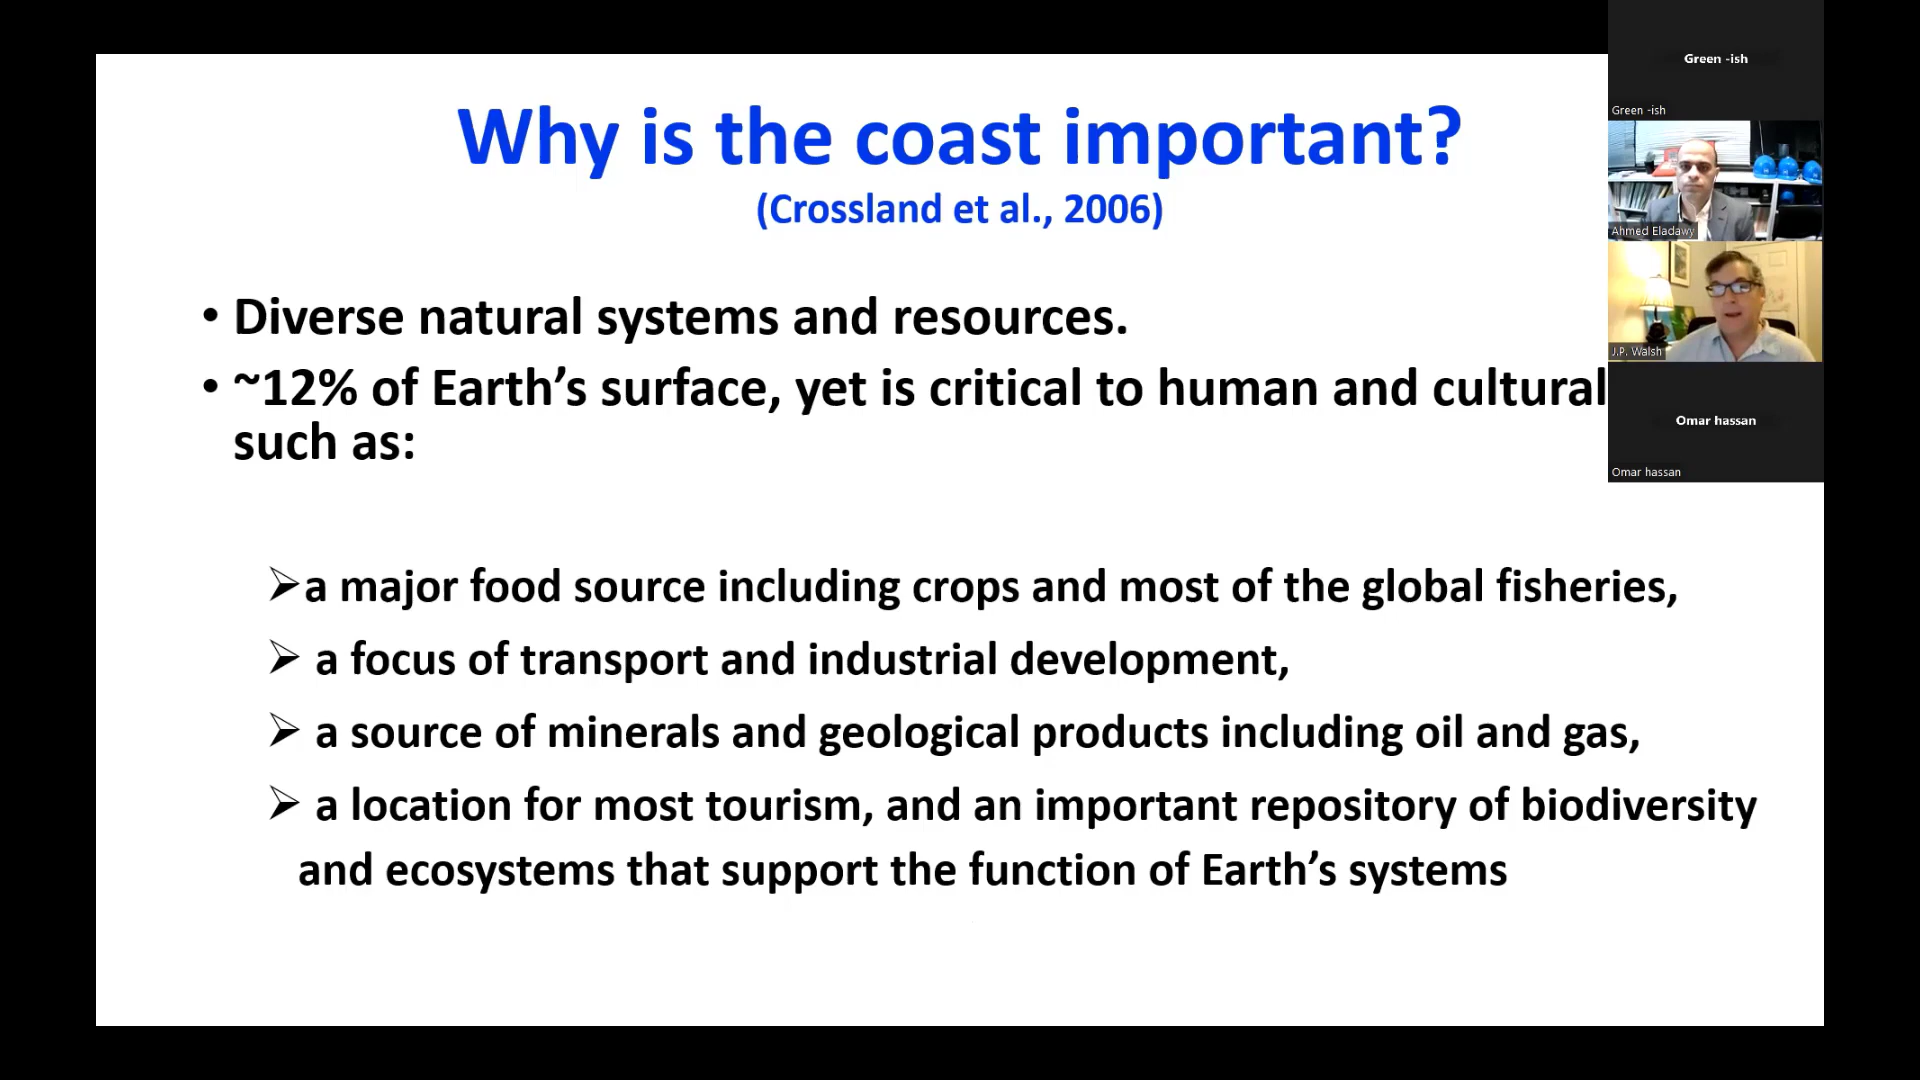 Why is the coast important?
(Crossland et al., 2006)
• Diverse natural systems and resources.
• ~12% of Earth’s surface, yet is critical to human and cultural
such as:
➢a major food source including crops and most of the global fisheries,
➢ a focus of transport and industrial development,
➢ a source of minerals and geological products including oil and gas,
➢ a location for most tourism, and an important repository of biodiversity
and ecosystems that support the function of Earth’s systems
Green -ish
Green -ish
Ahmed Eladawy
J.P. Walsh
Omar hassan
Omar hassan